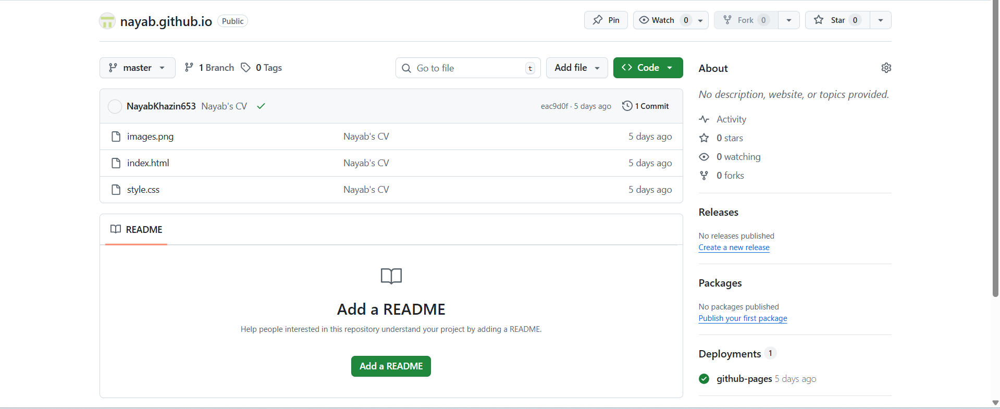 nayab.github.io Public
Pin Watch 0 Fork 0 Star 0
master 1 Branch 0 Tags Go to file t Add file Code
NayabKhazin653 Nayab's CV eac9d0f · 5 days ago 1 Commit
images.png Nayab's CV 5 days ago
index.html Nayab's CV 5 days ago
style.css Nayab's CV 5 days ago
README
Add a README
Help people interested in this repository understand your project by adding a README.
Add a README
About
No description, website, or topics provided.
Activity
0 stars
0 watching
0 forks
Releases
No releases published
Create a new release
Packages
No packages published
Publish your first package
Deployments 1
github-pages 5 days ago